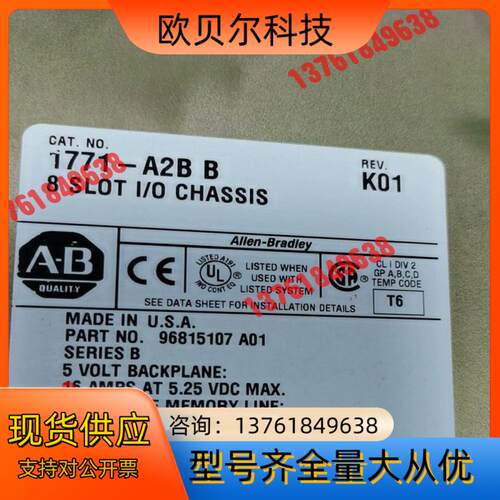 欧贝尔科技
13761849638
CAT. NO.
1771-A2B B
8 SLOT I/O CHASSIS
REV.
K01
13761849638
Allen-Bradley
A-B
QUALITY
UL
LISTED WHEN
USED WITH
LISTED SYSTEM
CL I DIV 2
GP A,B,C,D
TEMP CODE
T6
SEE DATA SHEET FOR INSTALLATION DETAILS
13761849638
MADE IN U.S.A.
PART NO. 96815107 A01
SERIES B
5 VOLT BACKPLANE:
16 AMPS AT 5.25 VDC MAX.
MEMORY LINE:
现货供应
支持对公开票
咨询：13761849638
型号齐全量大从优